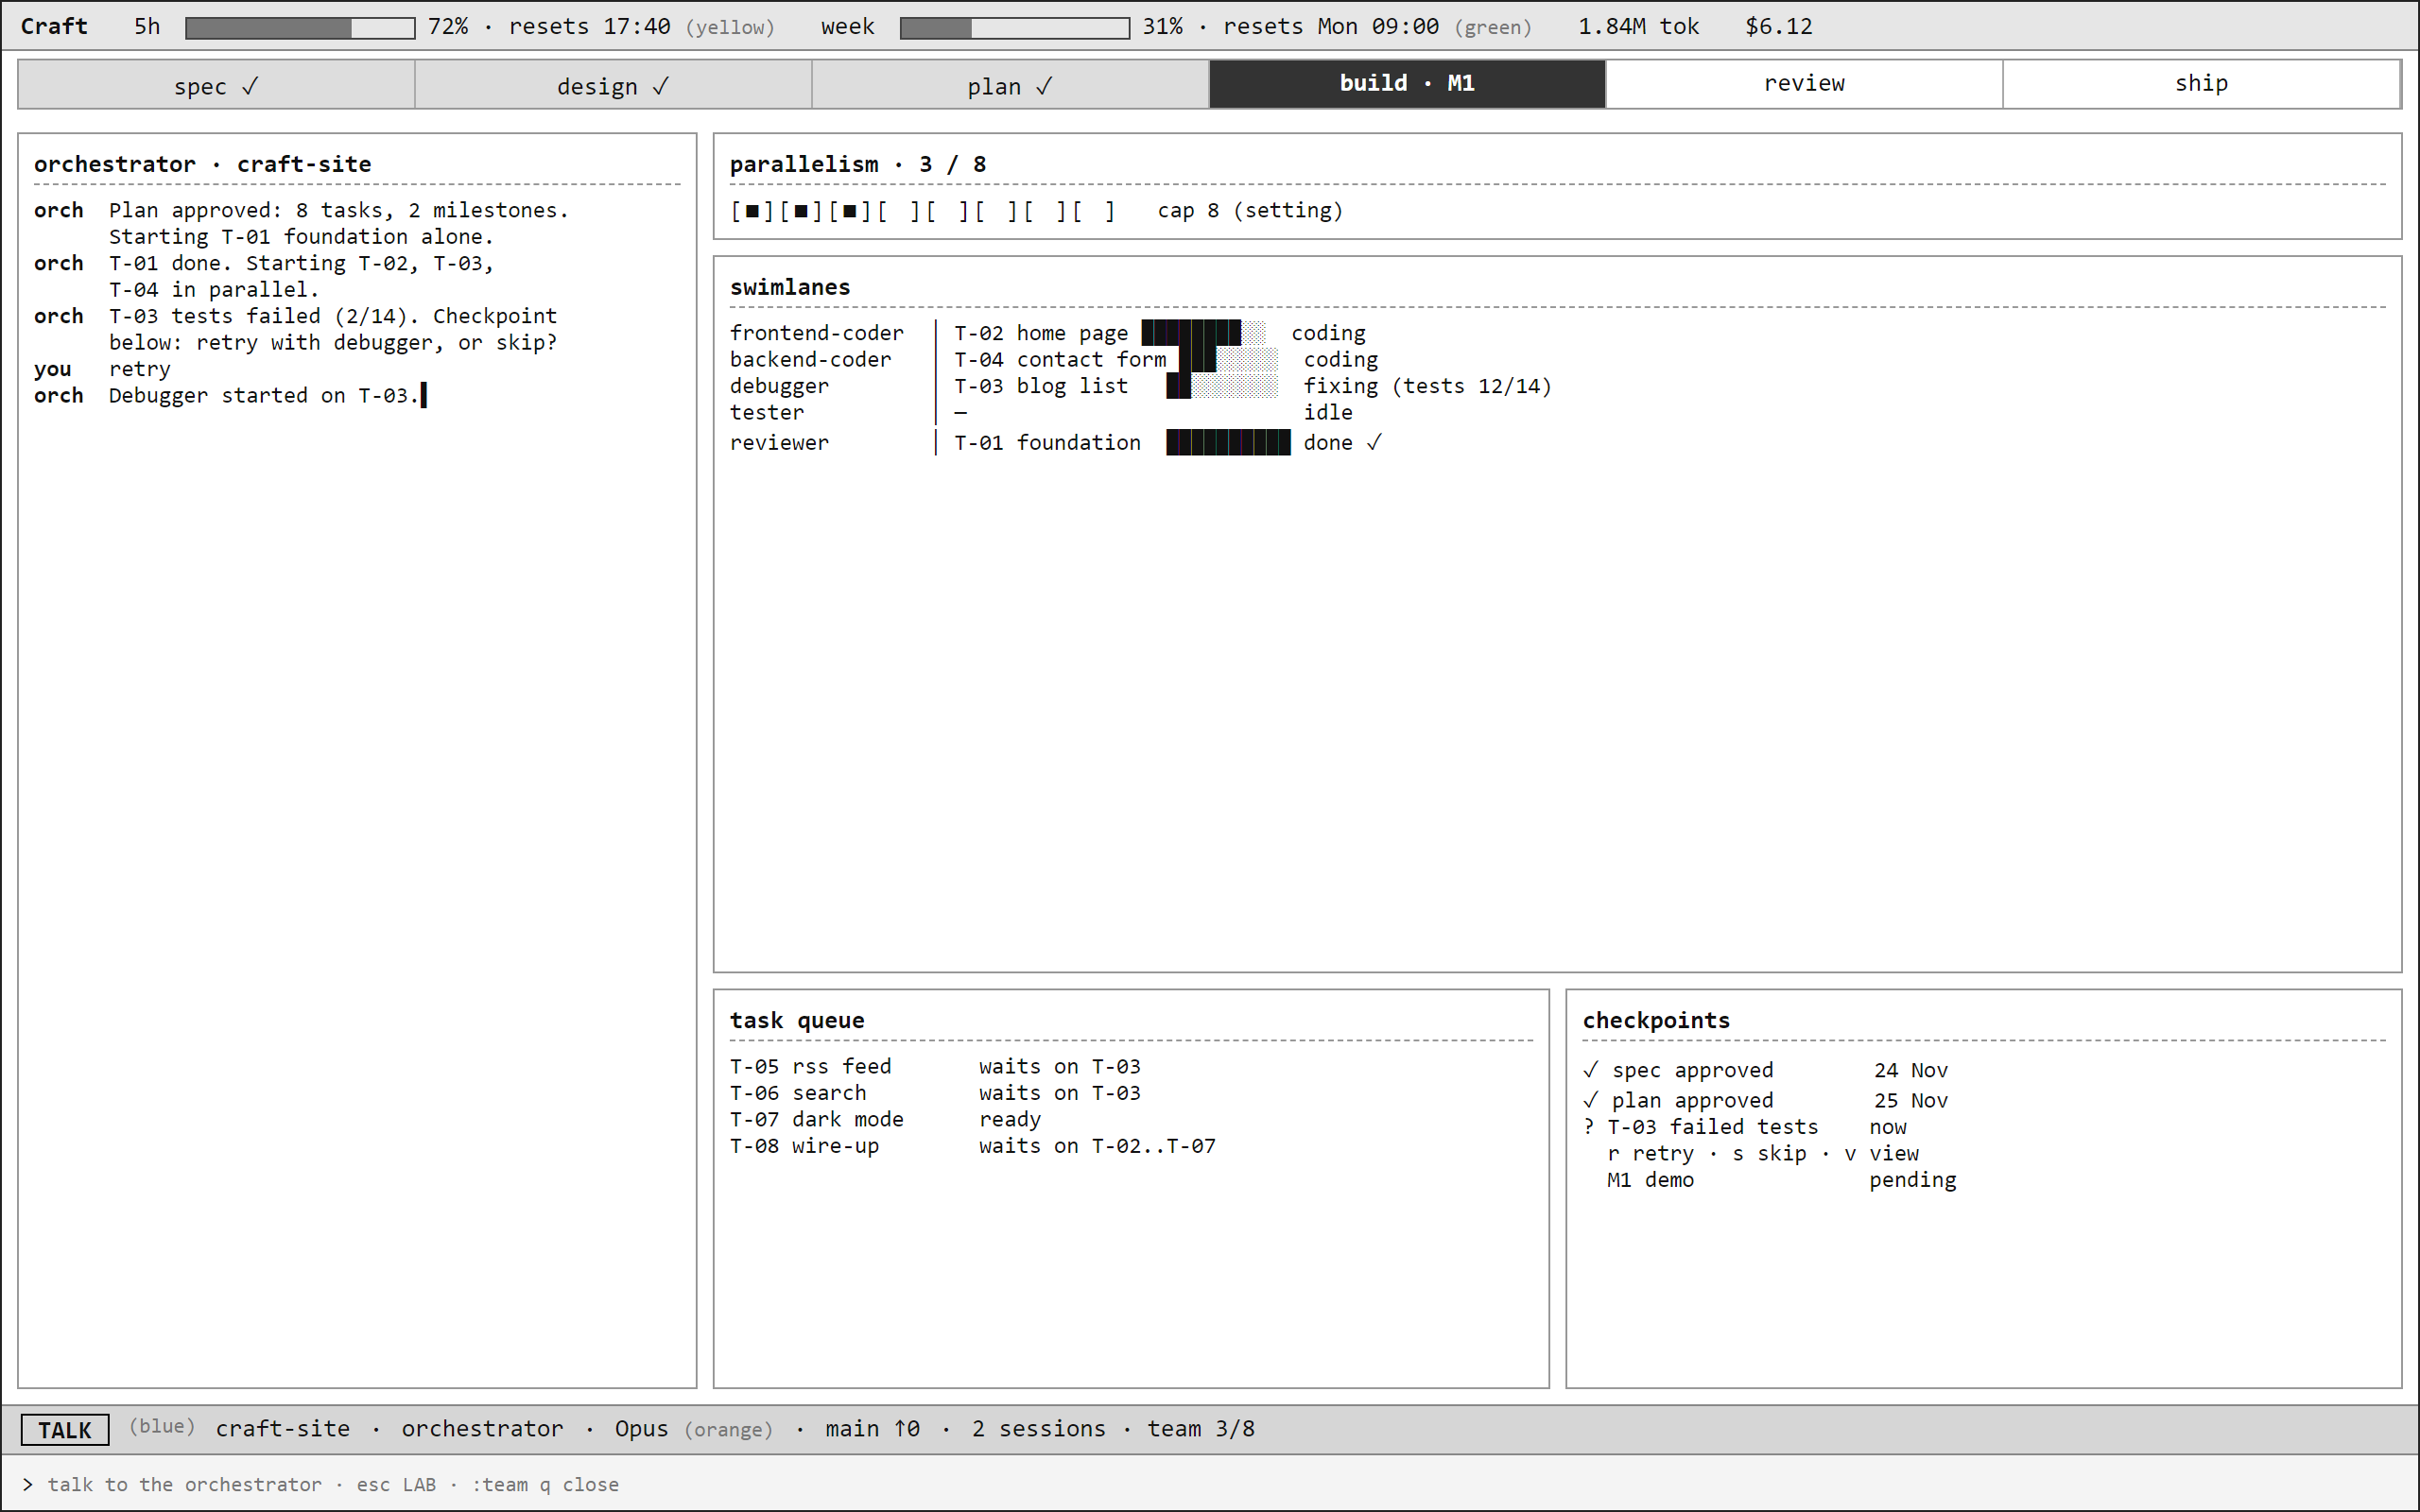 Craft 5h 72% · resets 17:40 (yellow) week 31% · resets Mon 09:00 (green) 1.84M tok $6.12
spec ✓ design ✓ plan ✓ build · M1 review ship
orchestrator · craft-site
orch Plan approved: 8 tasks, 2 milestones.
Starting T-01 foundation alone.
orch T-01 done. Starting T-02, T-03,
T-04 in parallel.
orch T-03 tests failed (2/14). Checkpoint
below: retry with debugger, or skip?
you retry
orch Debugger started on T-03.▌
parallelism · 3 / 8
[■][■][■][ ][ ][ ][ ][ ] cap 8 (setting)
swimlanes
frontend-coder │ T-02 home page ████████░░ coding
backend-coder │ T-04 contact form ███░░░░░ coding
debugger │ T-03 blog list ██░░░░░░░ fixing (tests 12/14)
tester │ — idle
reviewer │ T-01 foundation ██████████ done ✓
task queue
T-05 rss feed waits on T-03
T-06 search waits on T-03
T-07 dark mode ready
T-08 wire-up waits on T-02..T-07
checkpoints
✓ spec approved 24 Nov
✓ plan approved 25 Nov
? T-03 failed tests now
r retry · s skip · v view
M1 demo pending
TALK (blue) craft-site · orchestrator · Opus (orange) · main ↑0 · 2 sessions · team 3/8
> talk to the orchestrator · esc LAB · :team q close